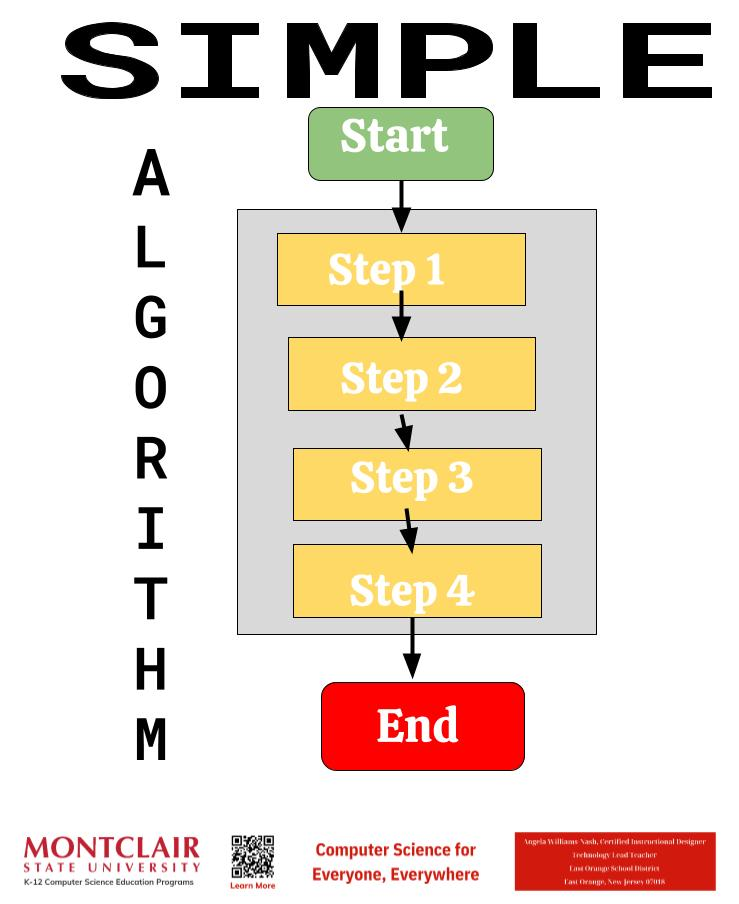 SIMPLE
ALGORITHM
Start
Step 1
Step 2
Step 3
Step 4
End
MONTCLAIR
STATE UNIVERSITY
K-12 Computer Science Education Programs
Learn More
Computer Science for
Everyone, Everywhere
Angela Williams-Nash, Certified Instructional Designer
Technology Lead Teacher
East Orange School District
East Orange, New Jersey 07018